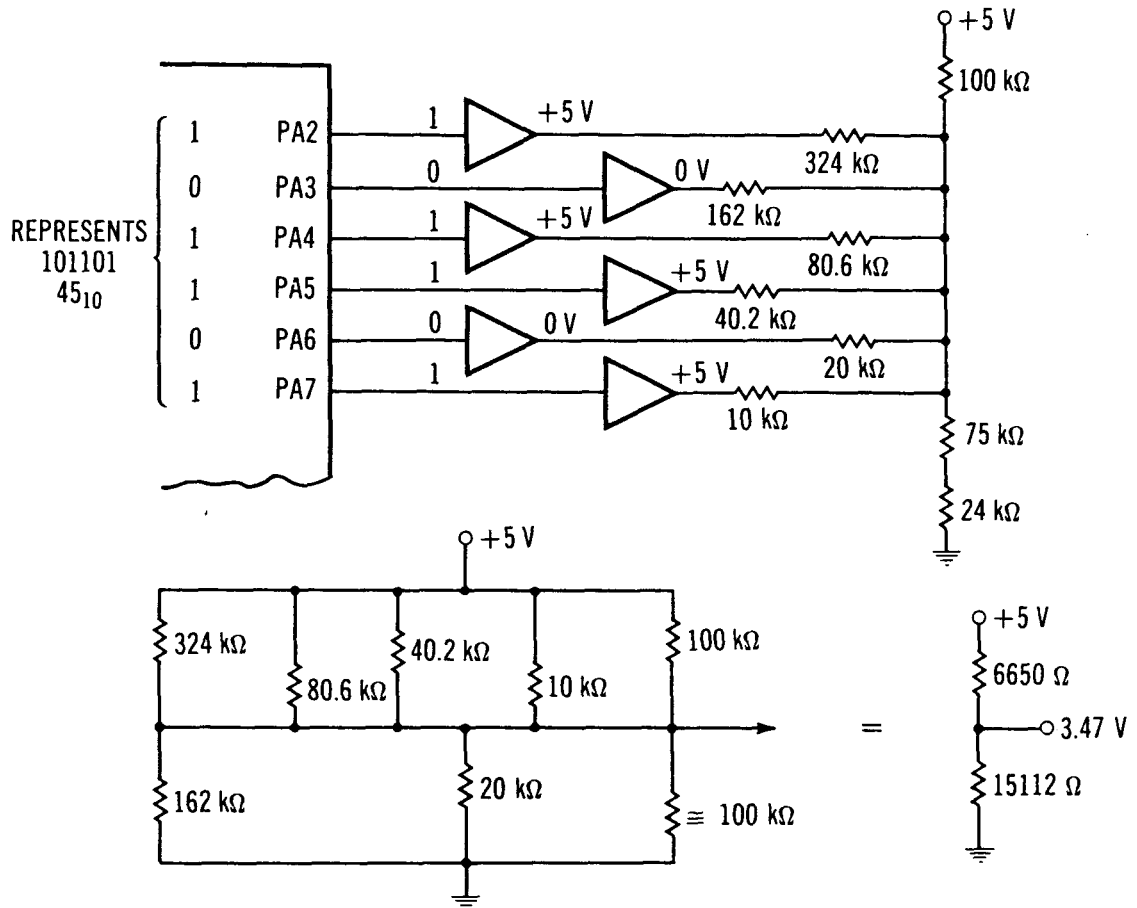 +5 V
100 kΩ
1 PA2 1 +5 V
324 kΩ
0 PA3 0 0 V
162 kΩ
REPRESENTS
101101
45₁₀
1 PA4 1 +5 V
80.6 kΩ
1 PA5 1 +5 V
40.2 kΩ
0 PA6 0 0 V
20 kΩ
1 PA7 1 +5 V
10 kΩ
75 kΩ
24 kΩ
+5 V
324 kΩ
80.6 kΩ
40.2 kΩ
10 kΩ
100 kΩ
162 kΩ
20 kΩ
≅ 100 kΩ
=
+5 V
6650 Ω
3.47 V
15112 Ω